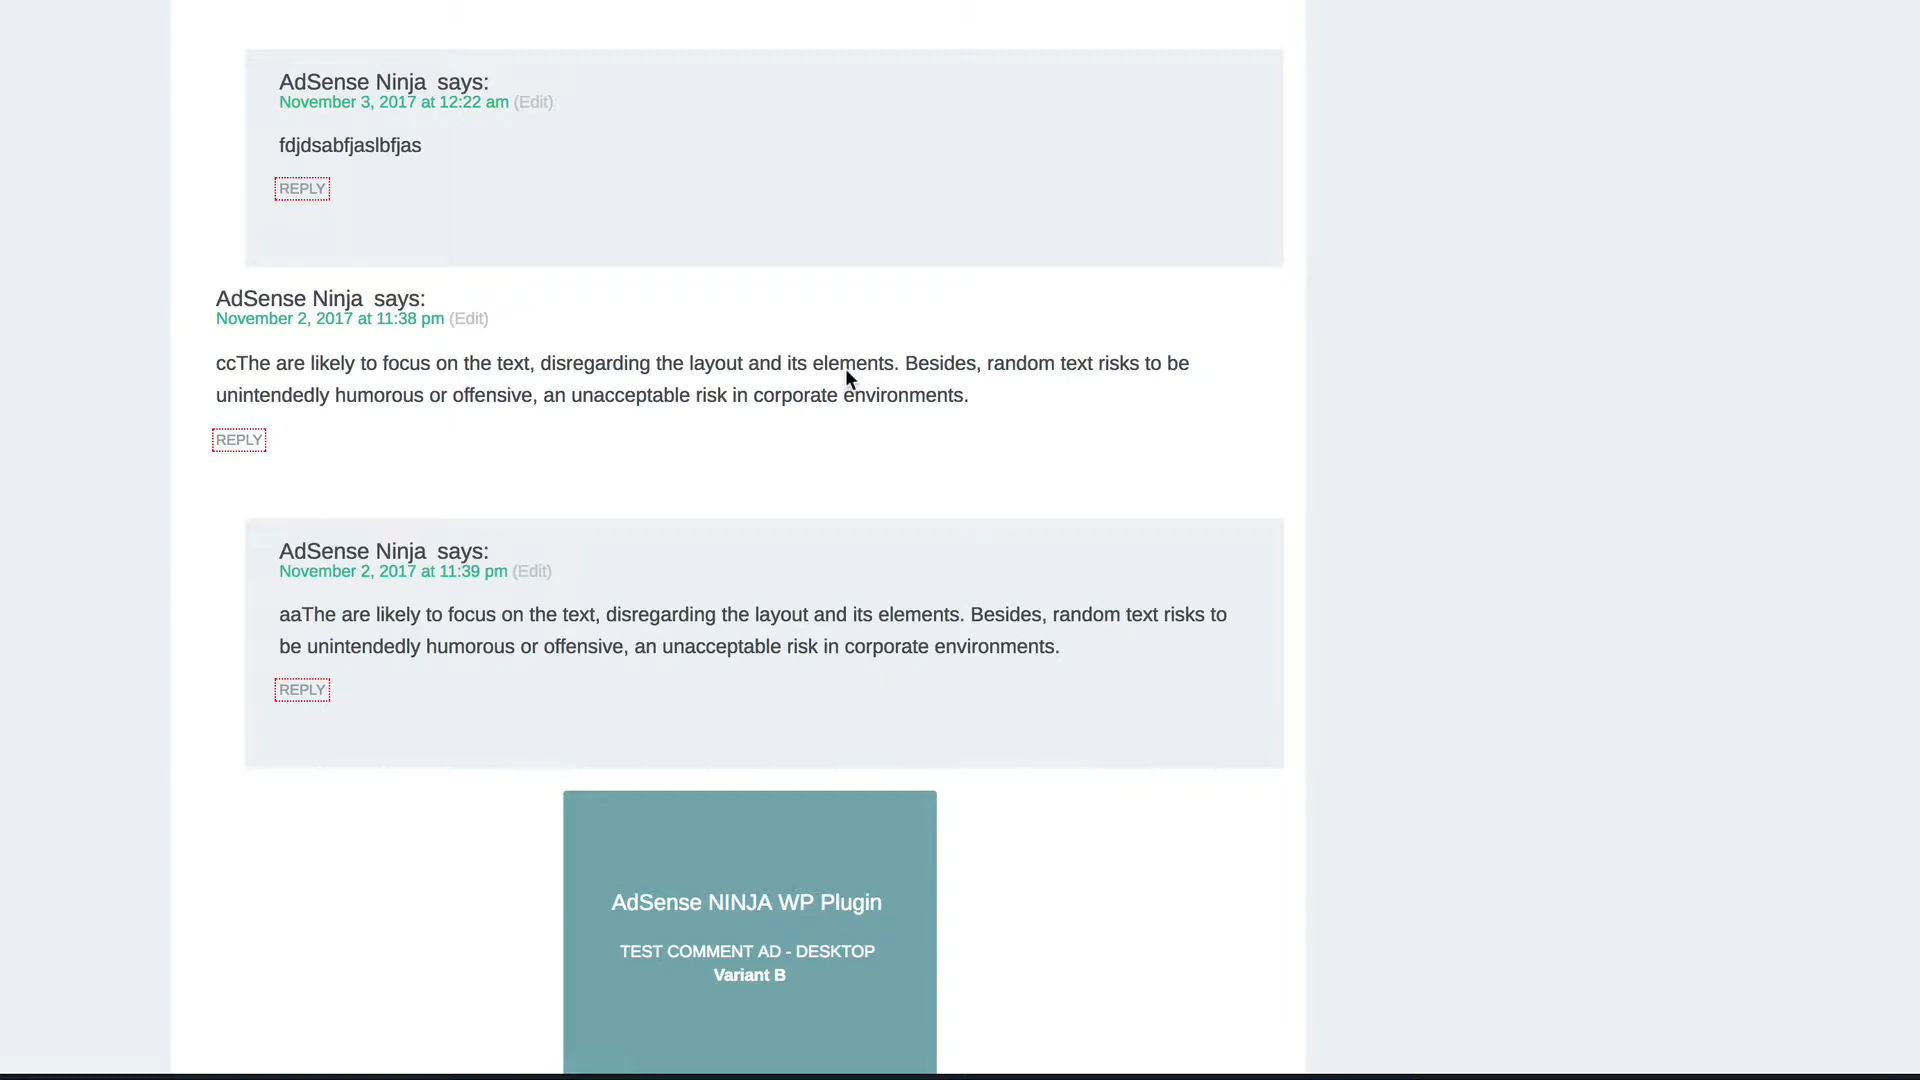 AdSense Ninja says:
November 3, 2017 at 12:22 am (Edit)
fdjdsabfjaslbfjas
REPLY
AdSense Ninja says:
November 2, 2017 at 11:38 pm (Edit)
ccThe are likely to focus on the text, disregarding the layout and its elements. Besides, random text risks to be
unintendedly humorous or offensive, an unacceptable risk in corporate environments.
REPLY
AdSense Ninja says:
November 2, 2017 at 11:39 pm (Edit)
aaThe are likely to focus on the text, disregarding the layout and its elements. Besides, random text risks to
be unintendedly humorous or offensive, an unacceptable risk in corporate environments.
REPLY
AdSense NINJA WP Plugin
TEST COMMENT AD - DESKTOP
Variant B